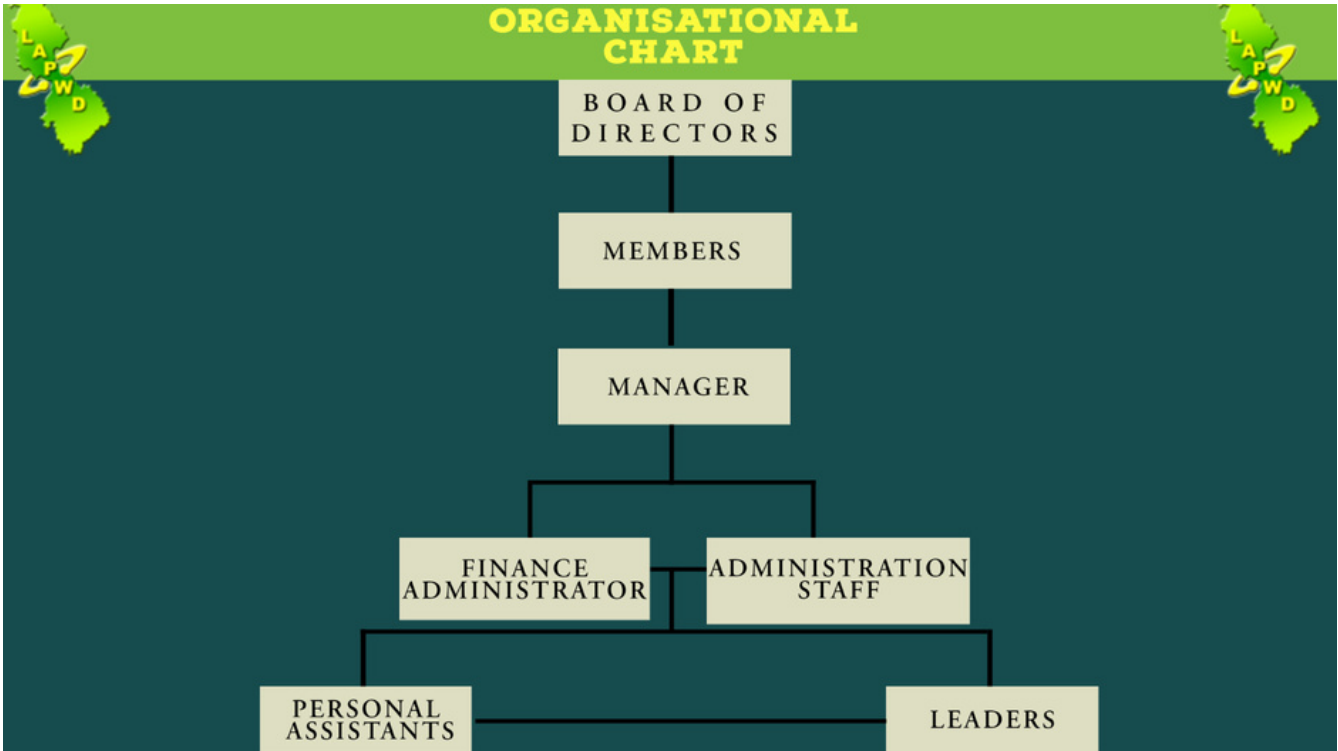 ORGANISATIONAL
CHART
L
A
P
W
D
L
A
P
W
D
BOARD OF
DIRECTORS
MEMBERS
MANAGER
FINANCE
ADMINISTRATOR
ADMINISTRATION
STAFF
PERSONAL
ASSISTANTS
LEADERS